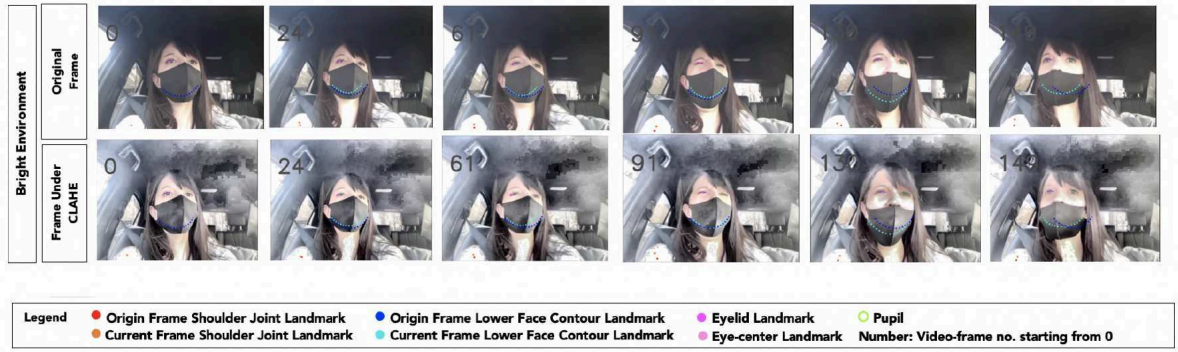 Bright Environment
Original
Frame
0
24
61
Frame Under
CLAHE
0
24
61
91
Legend
Origin Frame Shoulder Joint Landmark
Origin Frame Lower Face Contour Landmark
Eyelid Landmark
Pupil
Current Frame Shoulder Joint Landmark
Current Frame Lower Face Contour Landmark
Eye-center Landmark
Number: Video-frame no. starting from 0